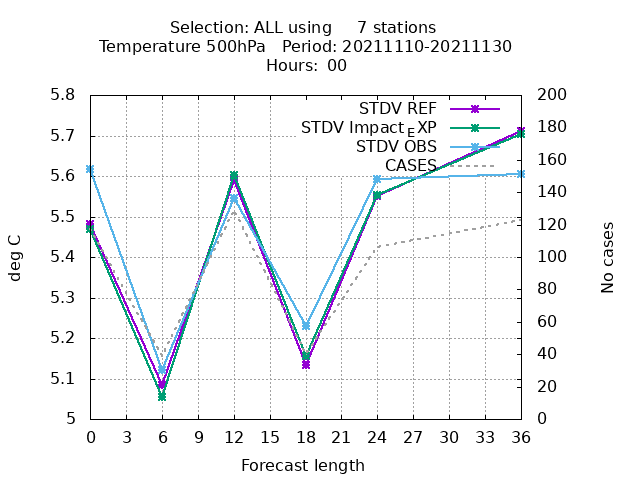 Selection: ALL using 7 stations
Temperature 500hPa Period: 20211110-20211130
Hours: 00
STDV REF
STDV Impact_EXP
STDV OBS
CASES
5.8
5.7
5.6
5.5
5.4
5.3
5.2
5.1
5
deg C
200
180
160
140
120
100
80
60
40
20
0
No cases
0 3 6 9 12 15 18 21 24 27 30 33 36
Forecast length